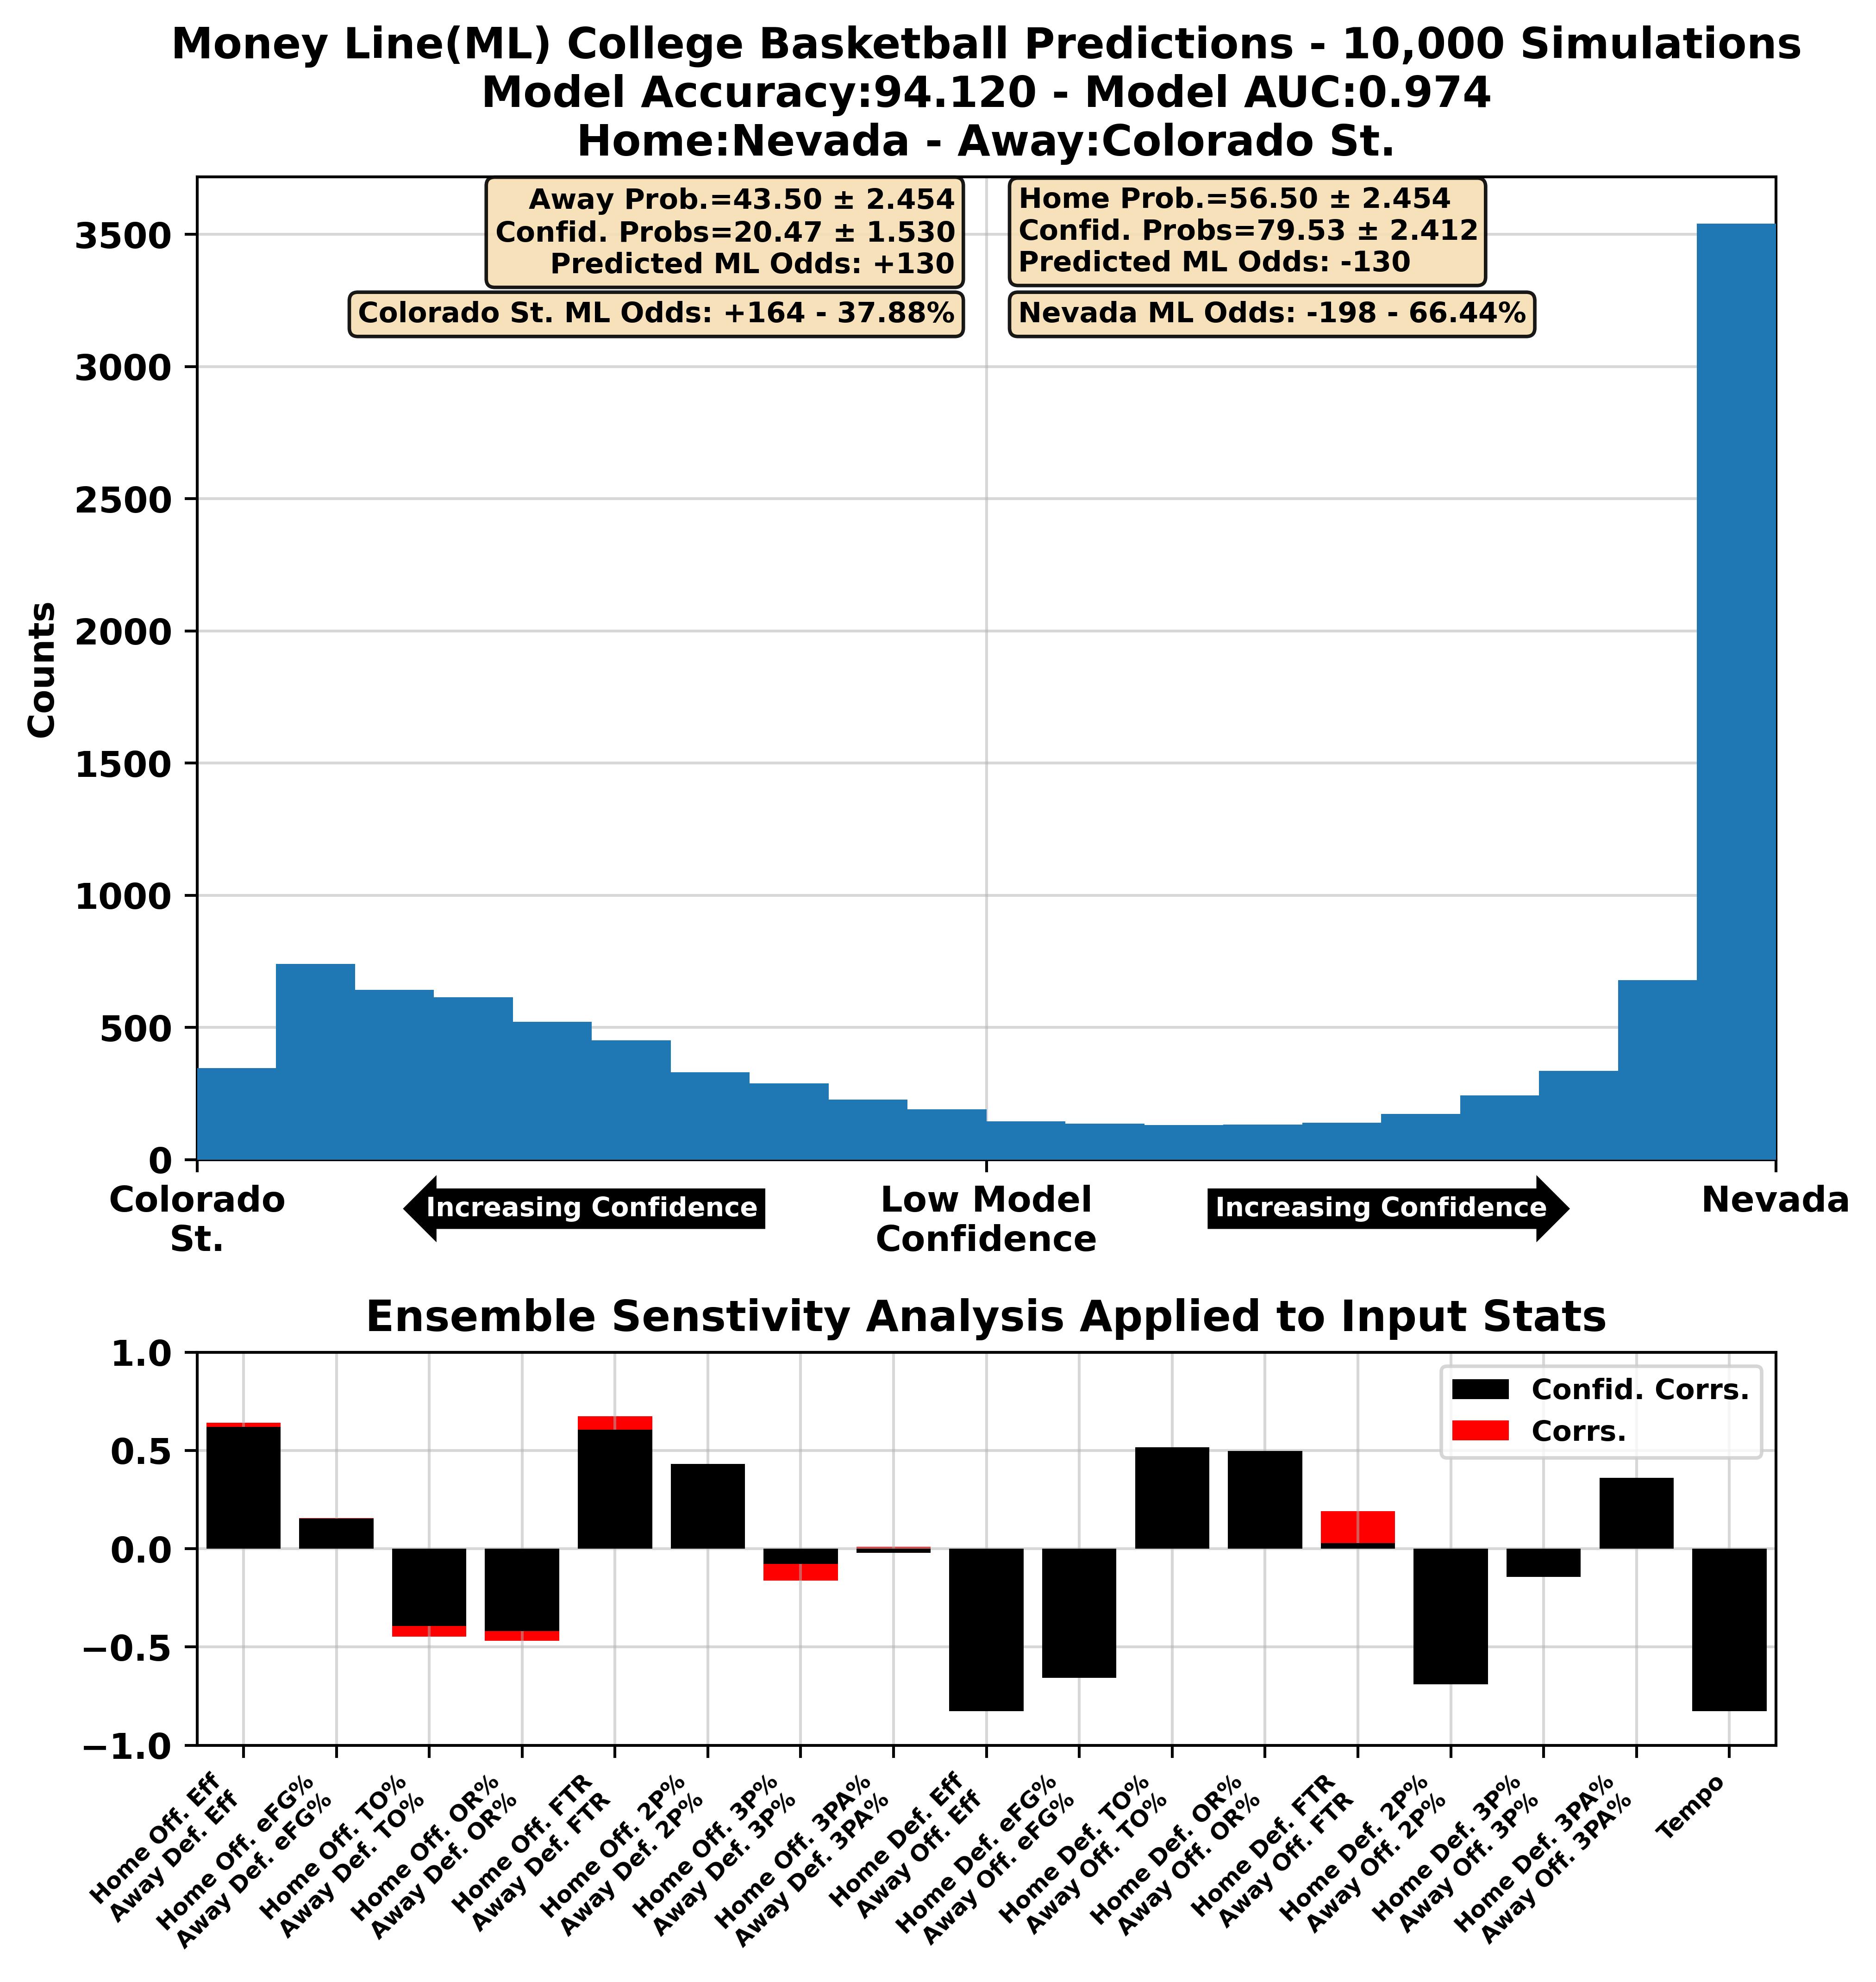 Money Line(ML) College Basketball Predictions - 10,000 Simulations
Model Accuracy:94.120 - Model AUC:0.974
Home:Nevada - Away:Colorado St.
Away Prob.=43.50 ± 2.454
Confid. Probs=20.47 ± 1.530
Predicted ML Odds: +130
Colorado St. ML Odds: +164 - 37.88%
Home Prob.=56.50 ± 2.454
Confid. Probs=79.53 ± 2.412
Predicted ML Odds: -130
Nevada ML Odds: -198 - 66.44%
Counts
3500
3000
2500
2000
1500
1000
500
0
Colorado
St.
Increasing Confidence
Low Model
Confidence
Increasing Confidence
Nevada
Ensemble Senstivity Analysis Applied to Input Stats
Confid. Corrs.
Corrs.
1.0
0.5
0.0
−0.5
−1.0
Home Off. Eff
Away Def. Eff
Home Off. eFG%
Away Def. eFG%
Home Off. TO%
Away Def. TO%
Home Off. OR%
Away Def. OR%
Home Off. FTR
Away Def. FTR
Home Off. 2P%
Away Def. 2P%
Home Off. 3P%
Away Def. 3P%
Home Off. 3PA%
Away Def. 3PA%
Home Def. Eff
Away Off. Eff
Home Def. eFG%
Away Off. eFG%
Home Def. TO%
Away Off. TO%
Home Def. OR%
Away Off. OR%
Home Def. FTR
Away Off. FTR
Home Def. 2P%
Away Off. 2P%
Home Def. 3P%
Away Off. 3P%
Home Def. 3PA%
Away Off. 3PA%
Tempo